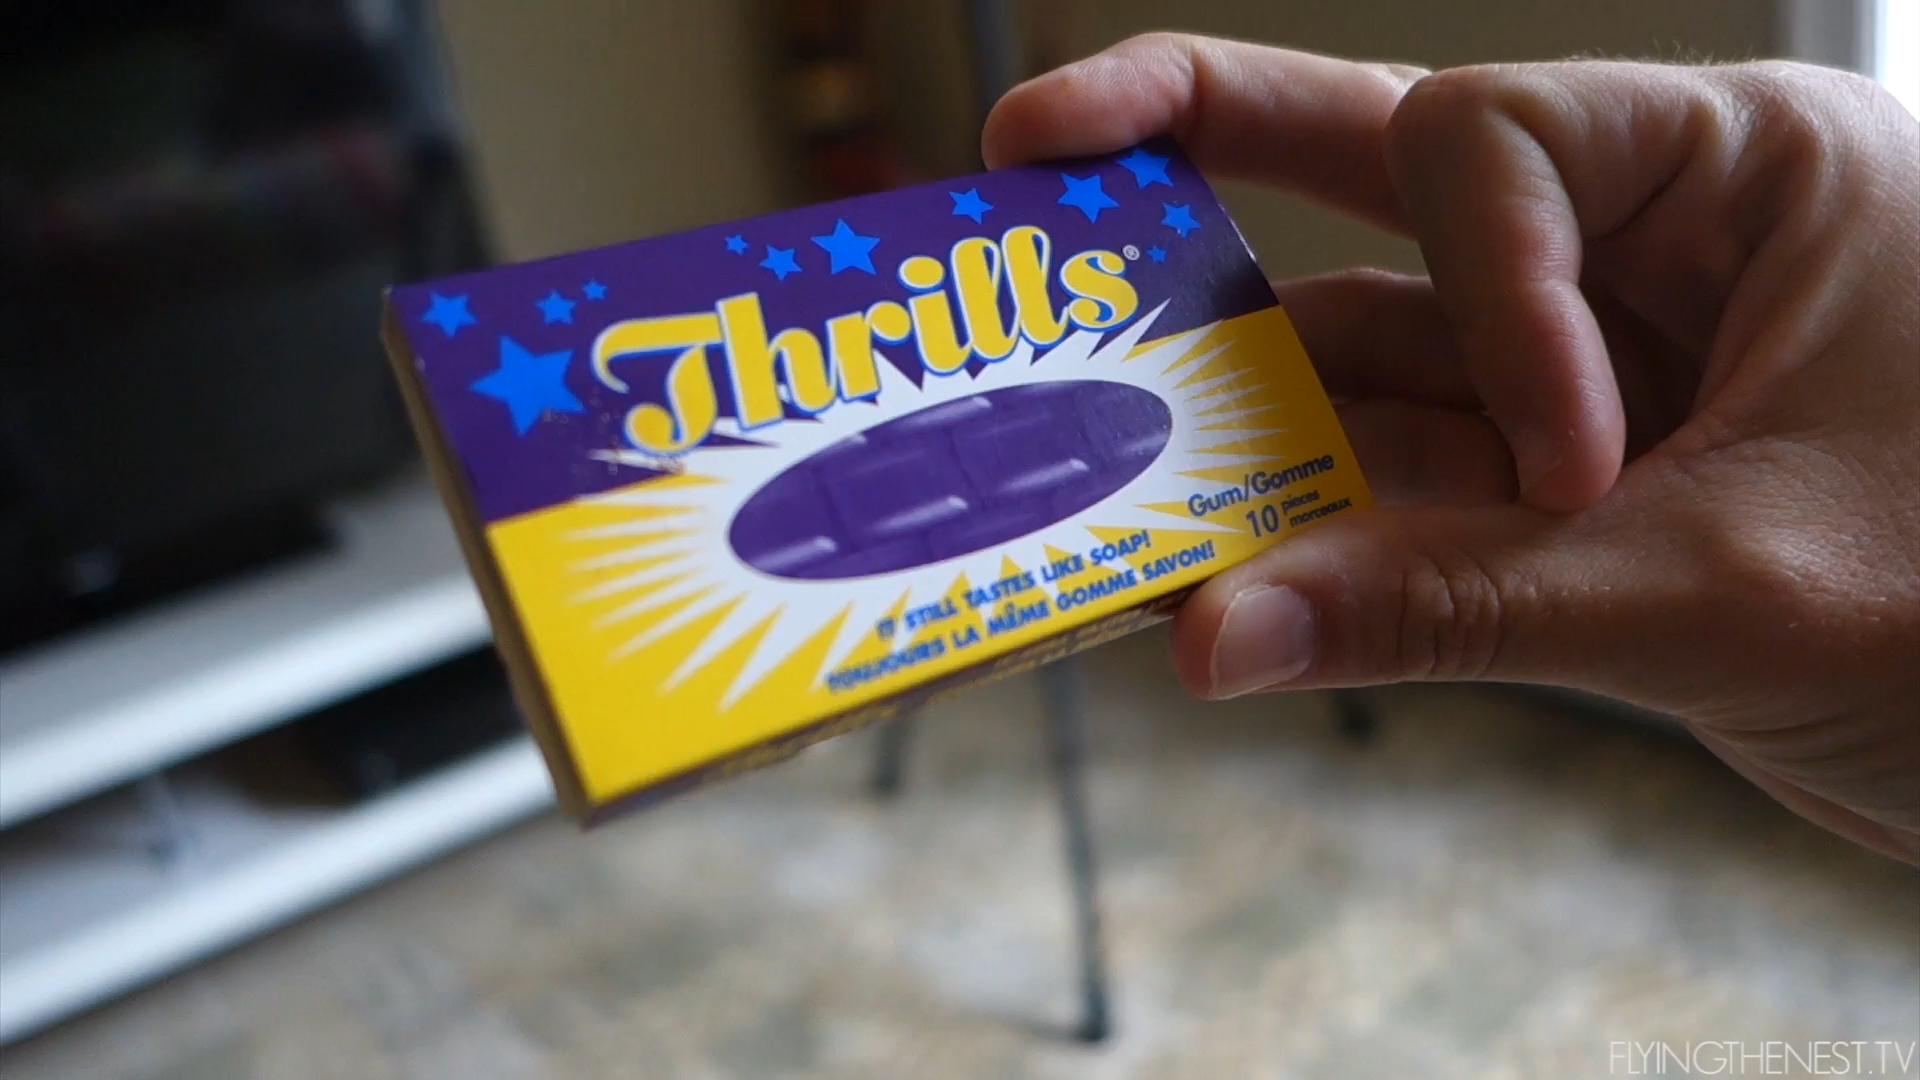 Thrills®
Gum/Gomme
10 pieces
morceaux
IT STILL TASTES LIKE SOAP!
TOUJOURS LA MÊME GOMME SAVON!
FLYINGTHENEST.TV